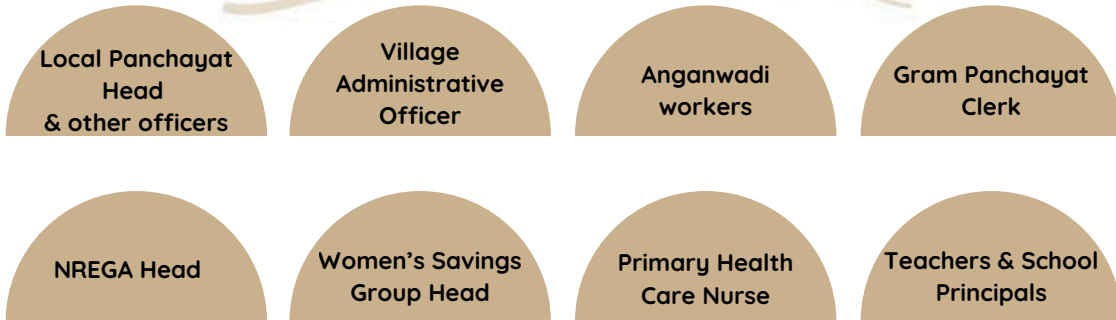 Local Panchayat
Head
& other officers
Village
Administrative
Officer
Anganwadi
workers
Gram Panchayat
Clerk
NREGA Head
Women's Savings
Group Head
Primary Health
Care Nurse
Teachers & School
Principals